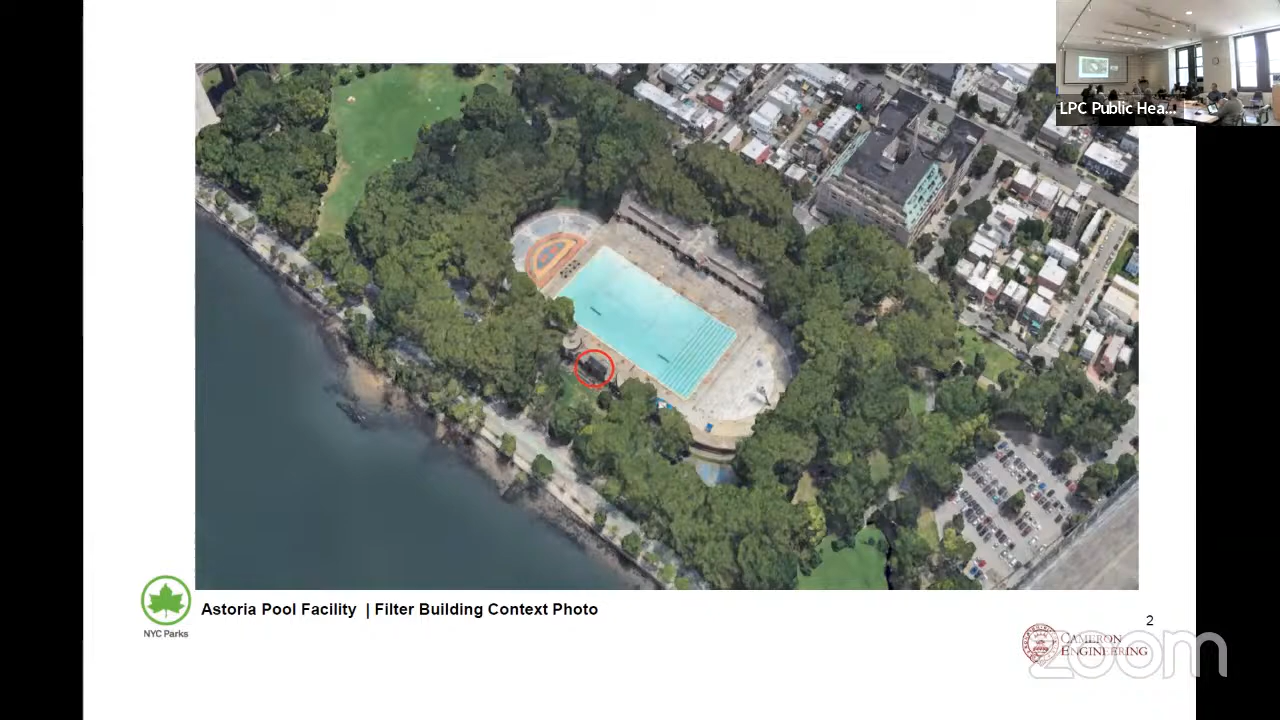 LPC Public Hea...
Astoria Pool Facility | Filter Building Context Photo
NYC Parks
2
CAMERON
ENGINEERING
zoom